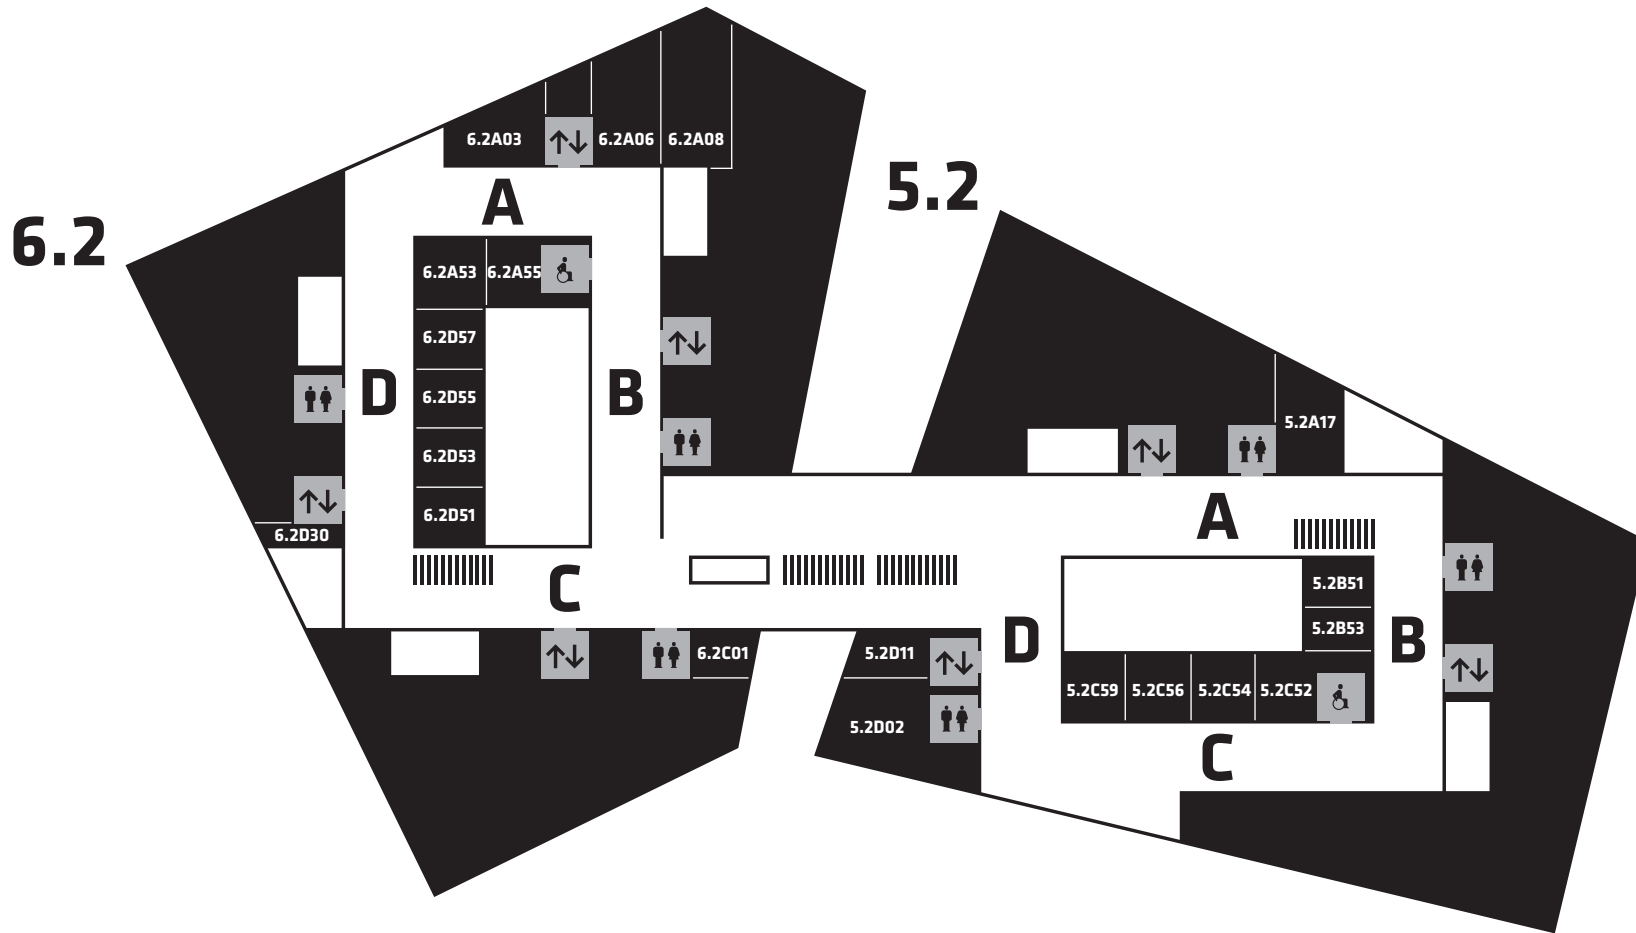 6.2
6.2A03
6.2A06
6.2A08
A
6.2A53
6.2A55
6.2D57
6.2D55
6.2D53
6.2D51
D
B
6.2D30
C
6.2C01
5.2
5.2A17
A
5.2B51
5.2B53
D
B
5.2D11
5.2D02
5.2C59
5.2C56
5.2C54
5.2C52
C